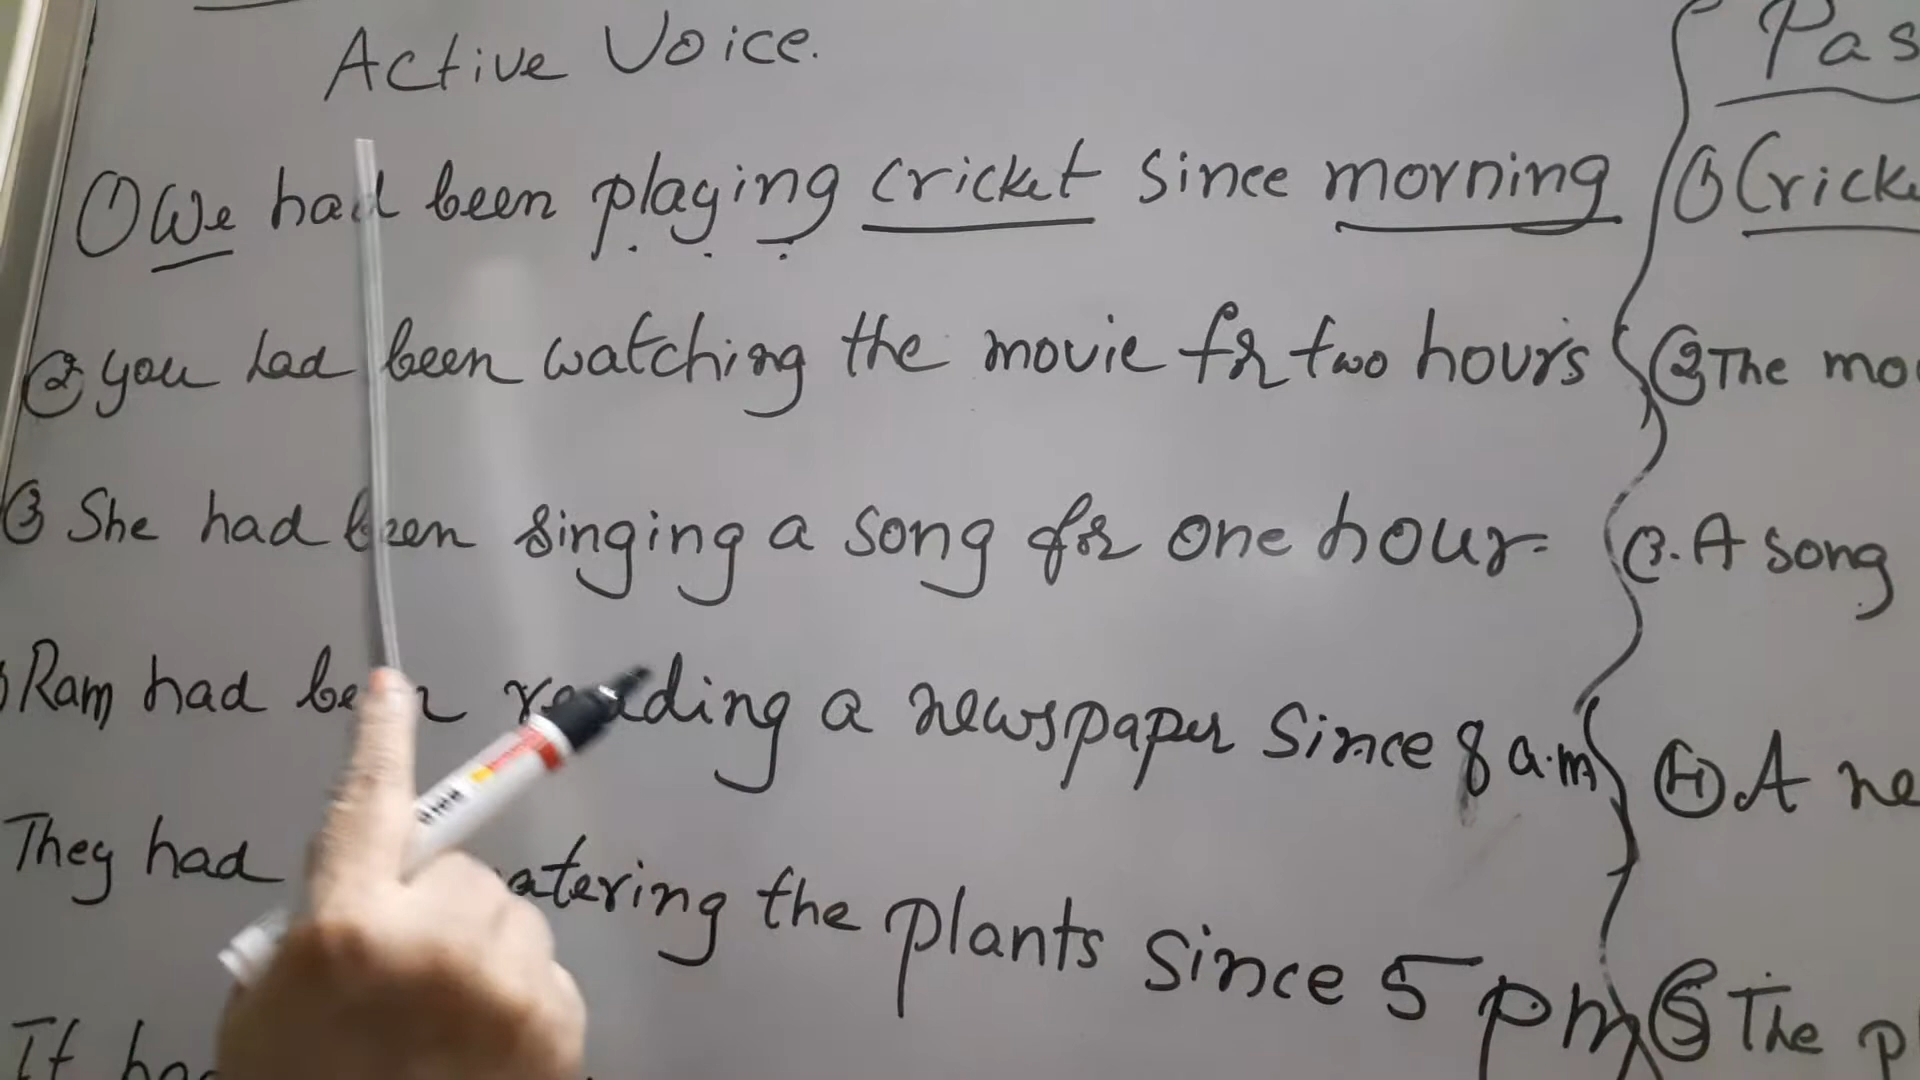 Active Voice.
① We had been playing cricket since morning
② you had been watching the movie for two hours
③ She had been singing a song for one hour.
Ram had been reading a newspaper since 8 a.m
They had the plants since 5 pm
It
Pas
① Cricke
② The mo
3. A song
④ A ne
⑤ The p